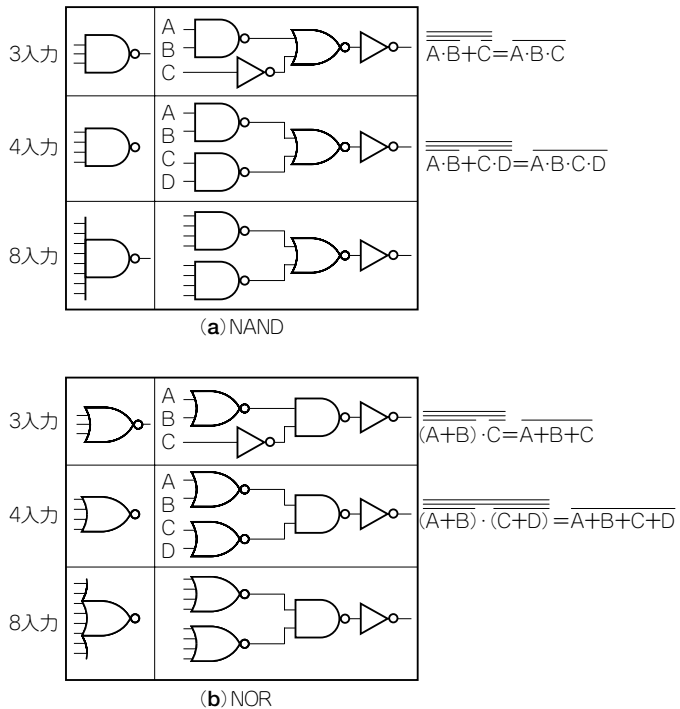 3入力
A
B
C
A·B+C=A·B·C
4入力
A
B
C
D
A·B+C·D=A·B·C·D
8入力
(a) NAND
3入力
A
B
C
(A+B)·C=A+B+C
4入力
A
B
C
D
(A+B)·(C+D)=A+B+C+D
8入力
(b) NOR